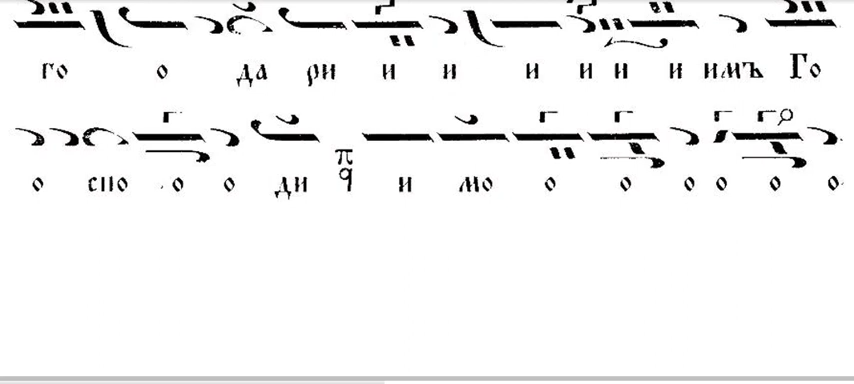 го о да ри и и и и и и имъ Го
о спо о о ди и мо о о о о о о